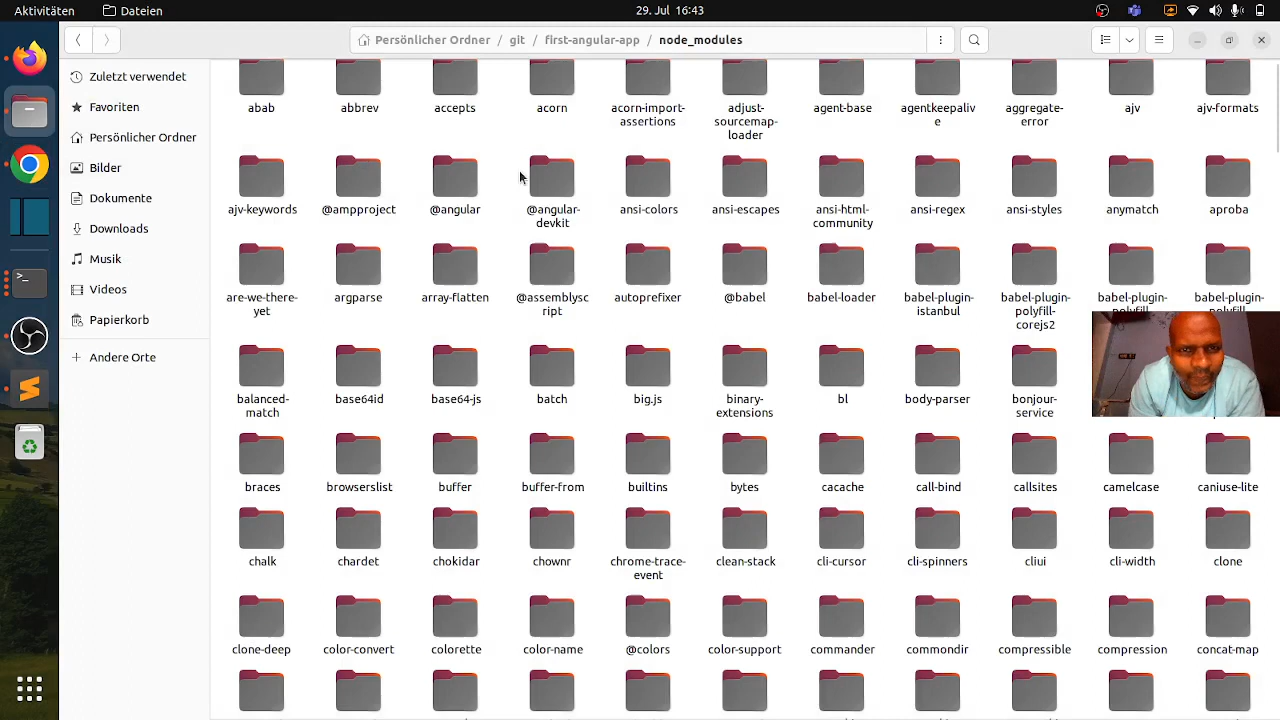 Aktivitäten
Dateien
29. Jul 16:43
Persönlicher Ordner / git / first-angular-app / node_modules
Zuletzt verwendet
Favoriten
Persönlicher Ordner
Bilder
Dokumente
Downloads
Musik
Videos
Papierkorb
Andere Orte
abab
abbrev
accepts
acorn
acorn-import-
assertions
adjust-
sourcemap-
loader
agent-base
agentkeepaliv
e
aggregate-
error
ajv
ajv-formats
ajv-keywords
@ampproject
@angular
@angular-
devkit
ansi-colors
ansi-escapes
ansi-html-
community
ansi-regex
ansi-styles
anymatch
aproba
are-we-there-
yet
argparse
array-flatten
@assemblysc
ript
autoprefixer
@babel
babel-loader
babel-plugin-
istanbul
babel-plugin-
polyfill-
corejs2
babel-plugin-
polyfill-
babel-plugin-
polyfill-
balanced-
match
base64id
base64-js
batch
big.js
binary-
extensions
bl
body-parser
bonjour-
service
braces
browserslist
buffer
buffer-from
builtins
bytes
cacache
call-bind
callsites
camelcase
caniuse-lite
chalk
chardet
chokidar
chownr
chrome-trace-
event
clean-stack
cli-cursor
cli-spinners
cliui
cli-width
clone
clone-deep
color-convert
colorette
color-name
@colors
color-support
commander
commondir
compressible
compression
concat-map